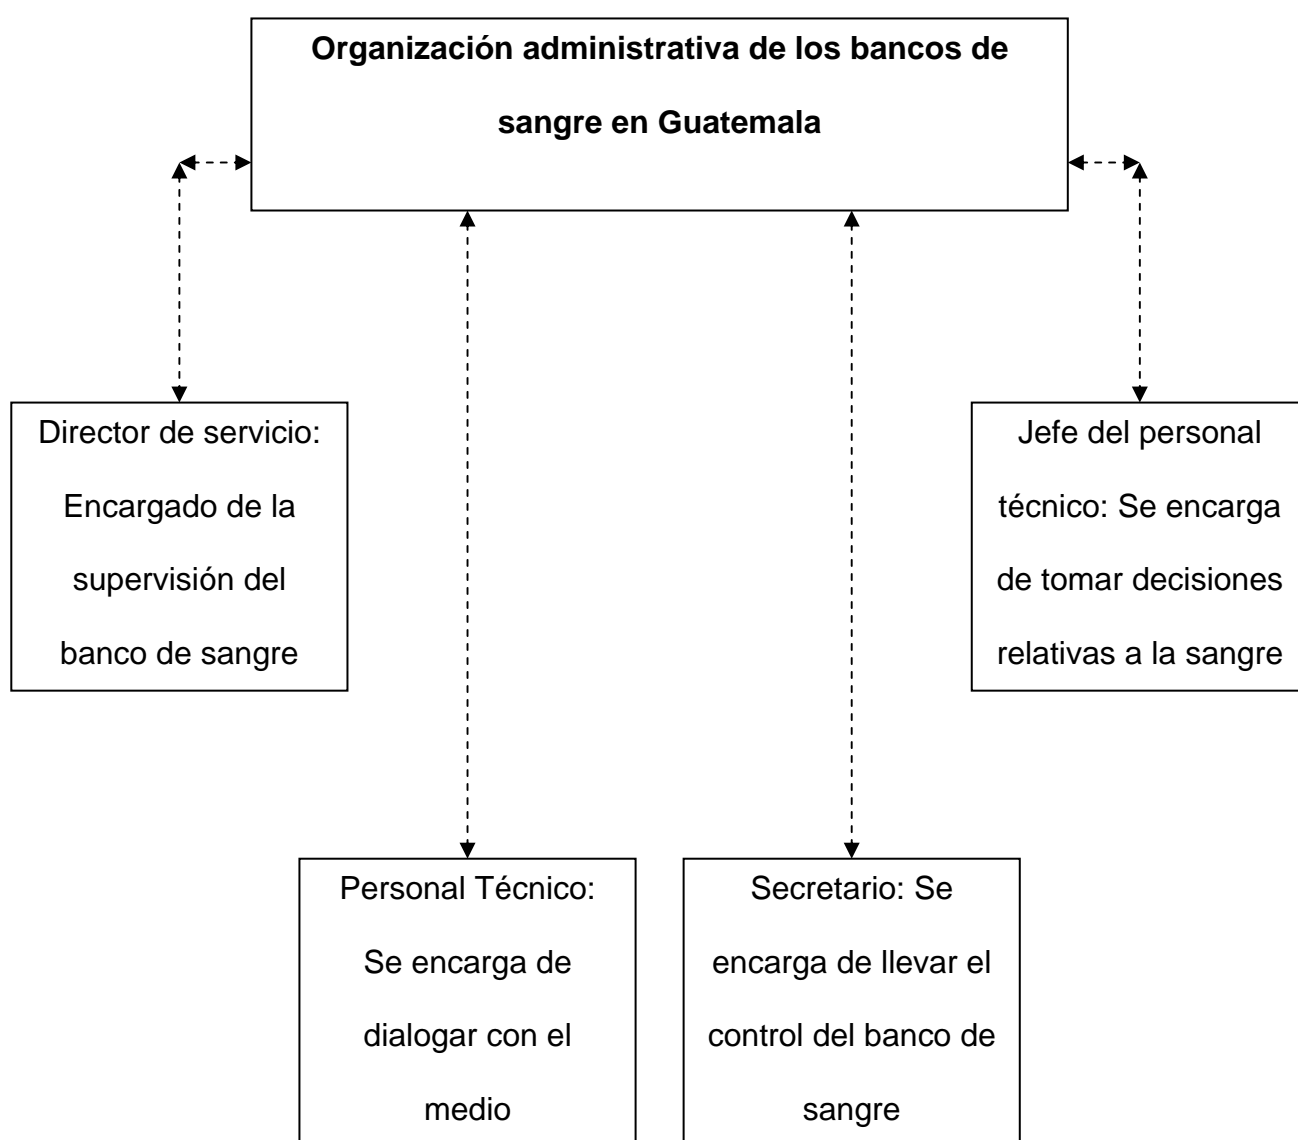 Organización administrativa de los bancos de
sangre en Guatemala
Director de servicio:
Encargado de la
supervisión del
banco de sangre
Jefe del personal
técnico: Se encarga
de tomar decisiones
relativas a la sangre
Personal Técnico:
Se encarga de
dialogar con el
medio
Secretario: Se
encarga de llevar el
control del banco de
sangre